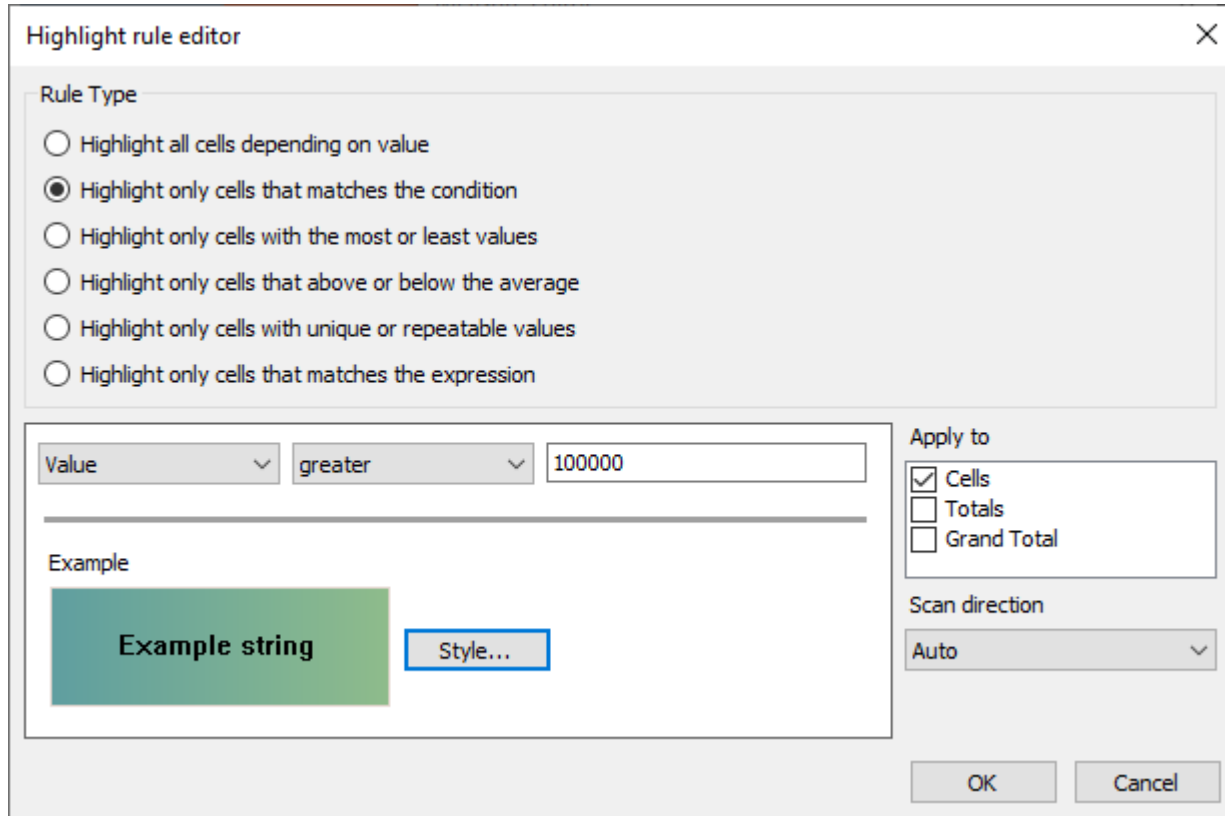 Highlight rule editor
Rule Type
Highlight all cells depending on value
Highlight only cells that matches the condition
Highlight only cells with the most or least values
Highlight only cells that above or below the average
Highlight only cells with unique or repeatable values
Highlight only cells that matches the expression
Value greater 100000
Example
Example string
Style...
Apply to
Cells
Totals
Grand Total
Scan direction
Auto
OK Cancel